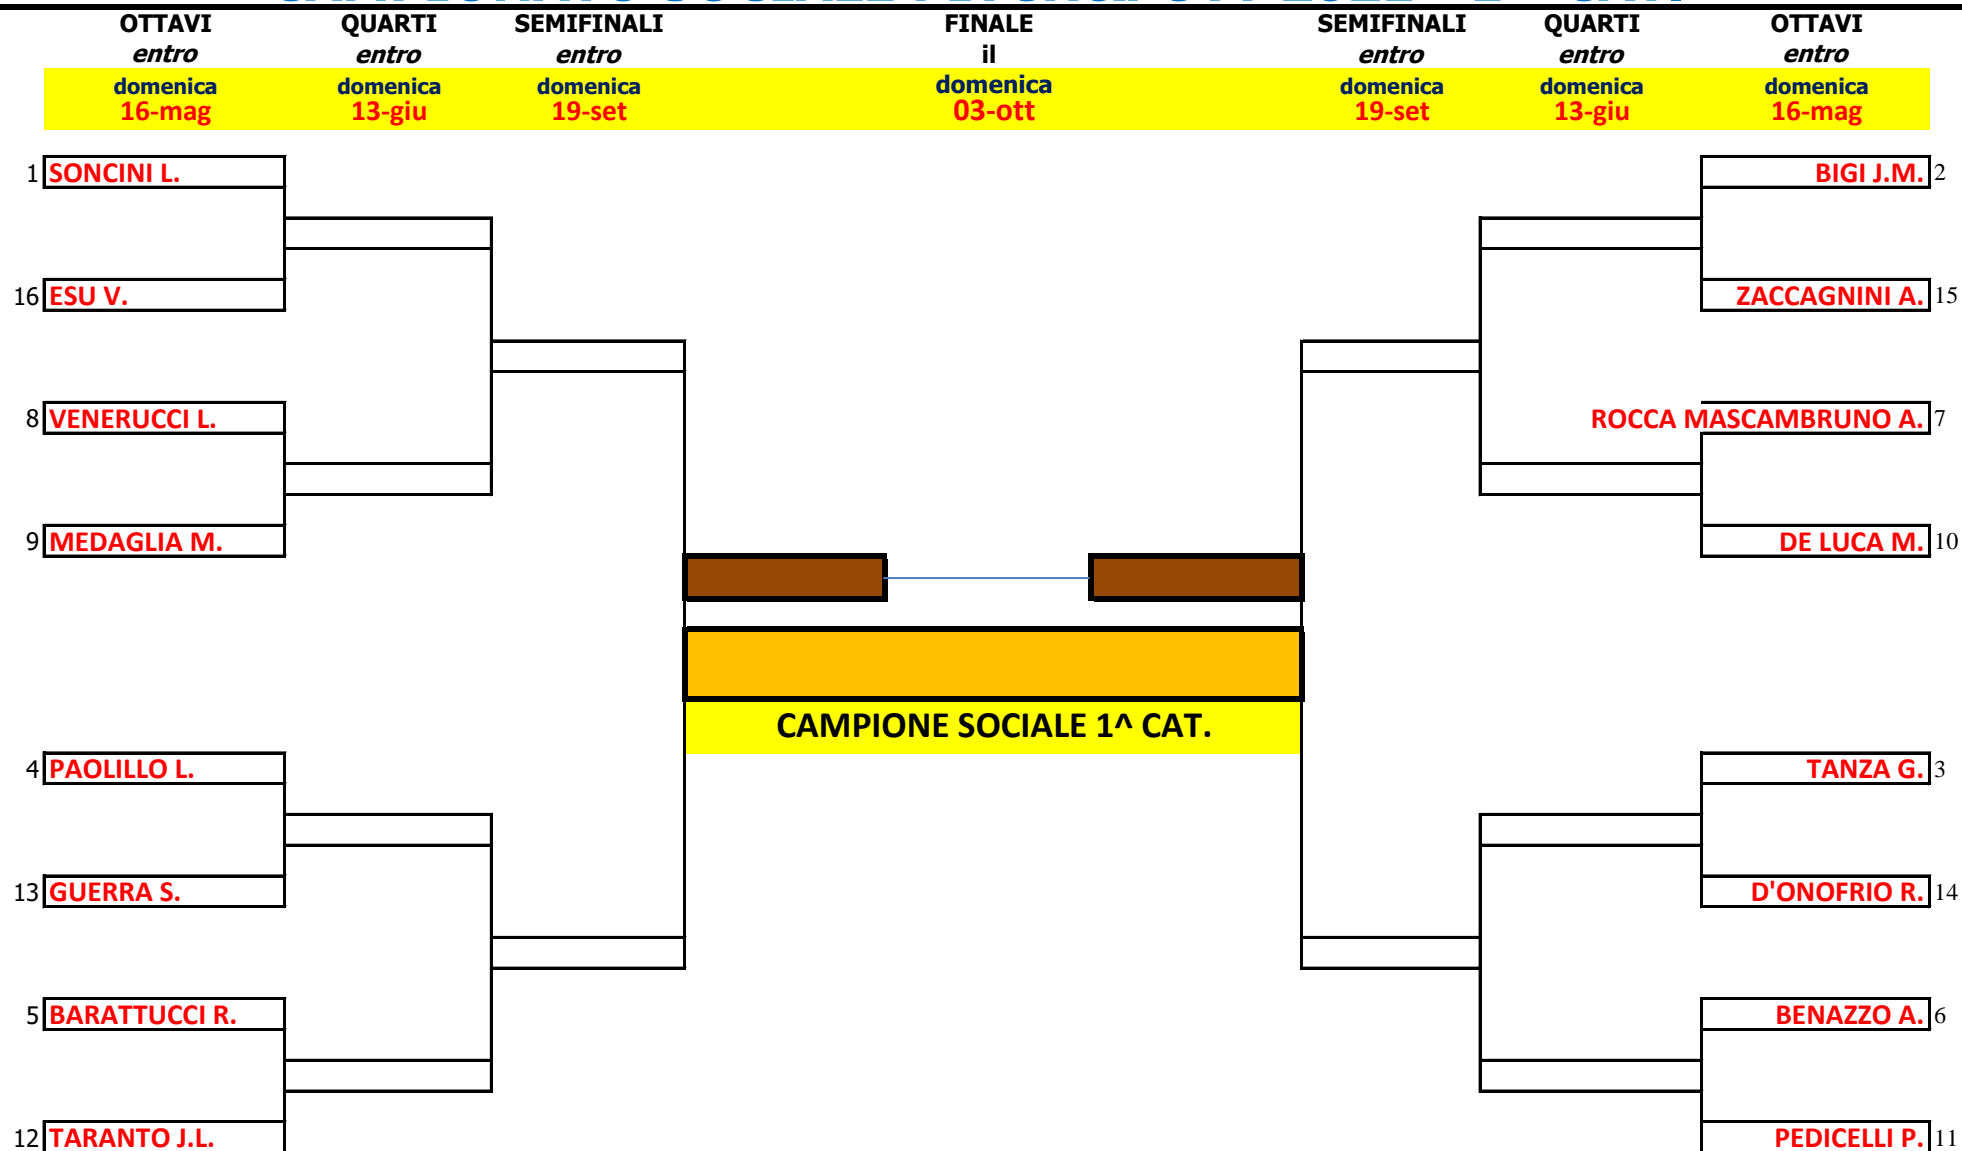 OTTAVI QUARTI SEMIFINALI FINALE SEMIFINALI QUARTI OTTAVI
entro entro entro il entro entro entro
domenica domenica domenica domenica domenica domenica domenica
16-mag 13-giu 19-set 03-ott 19-set 13-giu 16-mag
1 SONCINI L. BIGI J.M. 2
16 ESU V. ZACCAGNINI A. 15
8 VENERUCCI L. ROCCA MASCAMBRUNO A. 7
9 MEDAGLIA M. DE LUCA M. 10
CAMPIONE SOCIALE 1^ CAT.
4 PAOLILLO L. TANZA G. 3
13 GUERRA S. D'ONOFRIO R. 14
5 BARATTUCCI R. BENAZZO A. 6
12 TARANTO J.L. PEDICELLI P. 11